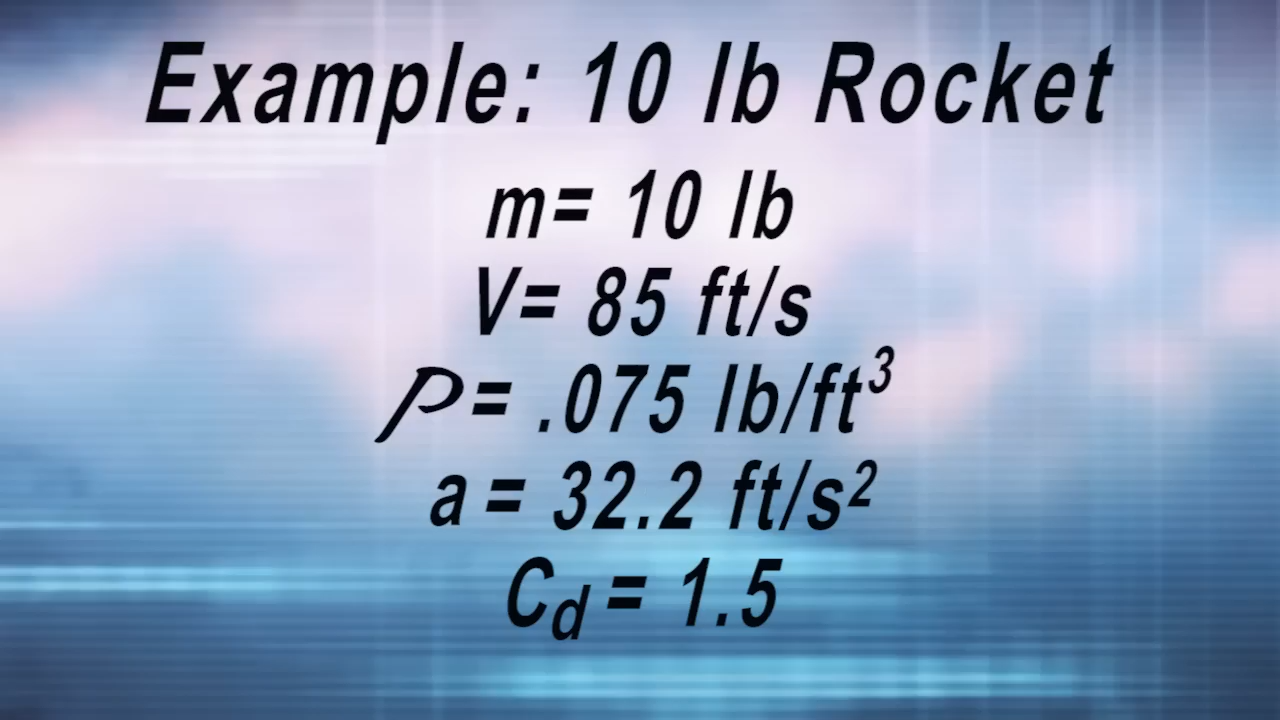 Example: 10 lb Rocket
m= 10 lb
V= 85 ft/s
ρ= .075 lb/ft³
a = 32.2 ft/s²
Cd = 1.5